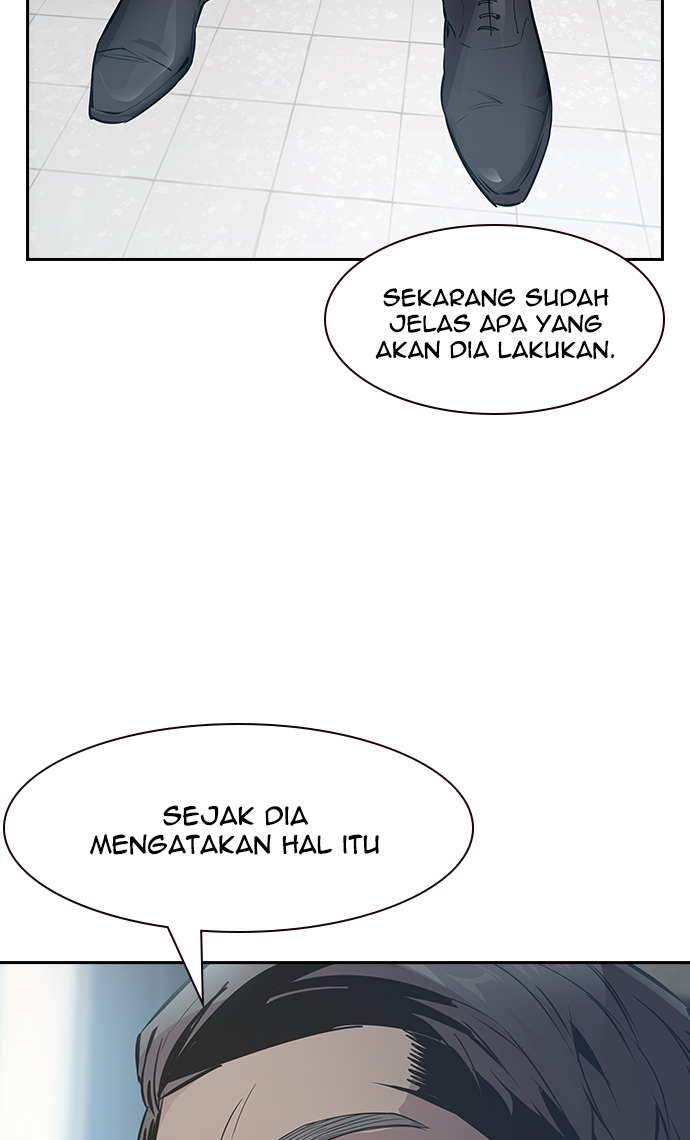 SEKARANG SUDAH
JELAS APA YANG
AKAN DIA LAKUKAN.
SEJAK DIA
MENGATAKAN HAL ITU